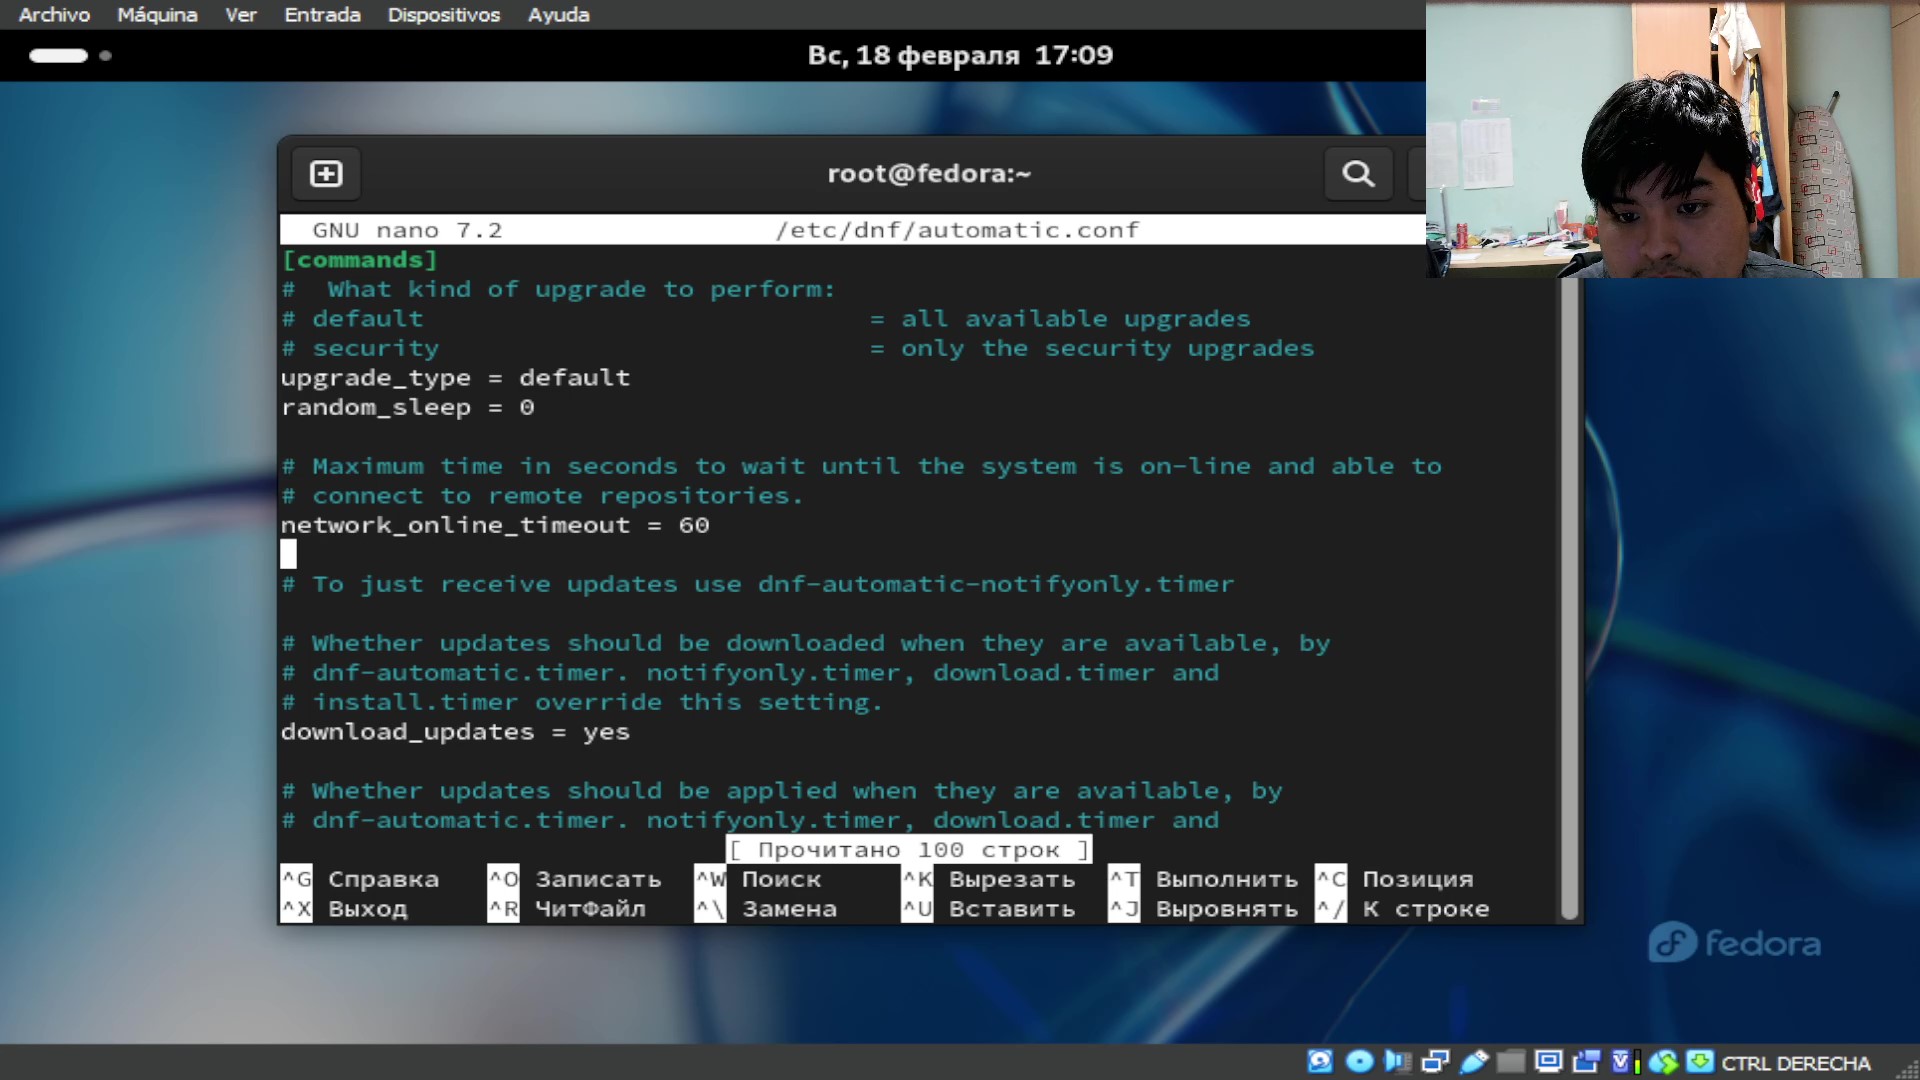 Archivo Máquina Ver Entrada Dispositivos Ayuda
Вс, 18 февраля 17:09
root@fedora:~
GNU nano 7.2 /etc/dnf/automatic.conf
[commands]
#  What kind of upgrade to perform:
# default = all available upgrades
# security = only the security upgrades
upgrade_type = default
random_sleep = 0
# Maximum time in seconds to wait until the system is on-line and able to
# connect to remote repositories.
network_online_timeout = 60
# To just receive updates use dnf-automatic-notifyonly.timer
# Whether updates should be downloaded when they are available, by
# dnf-automatic.timer. notifyonly.timer, download.timer and
# install.timer override this setting.
download_updates = yes
# Whether updates should be applied when they are available, by
# dnf-automatic.timer. notifyonly.timer, download.timer and
[ Прочитано 100 строк ]
^G Справка ^O Записать ^W Поиск ^K Вырезать ^T Выполнить ^C Позиция
^X Выход ^R ЧитФайл ^\ Замена ^U Вставить ^J Выровнять ^/ К строке
fedora
CTRL DERECHA